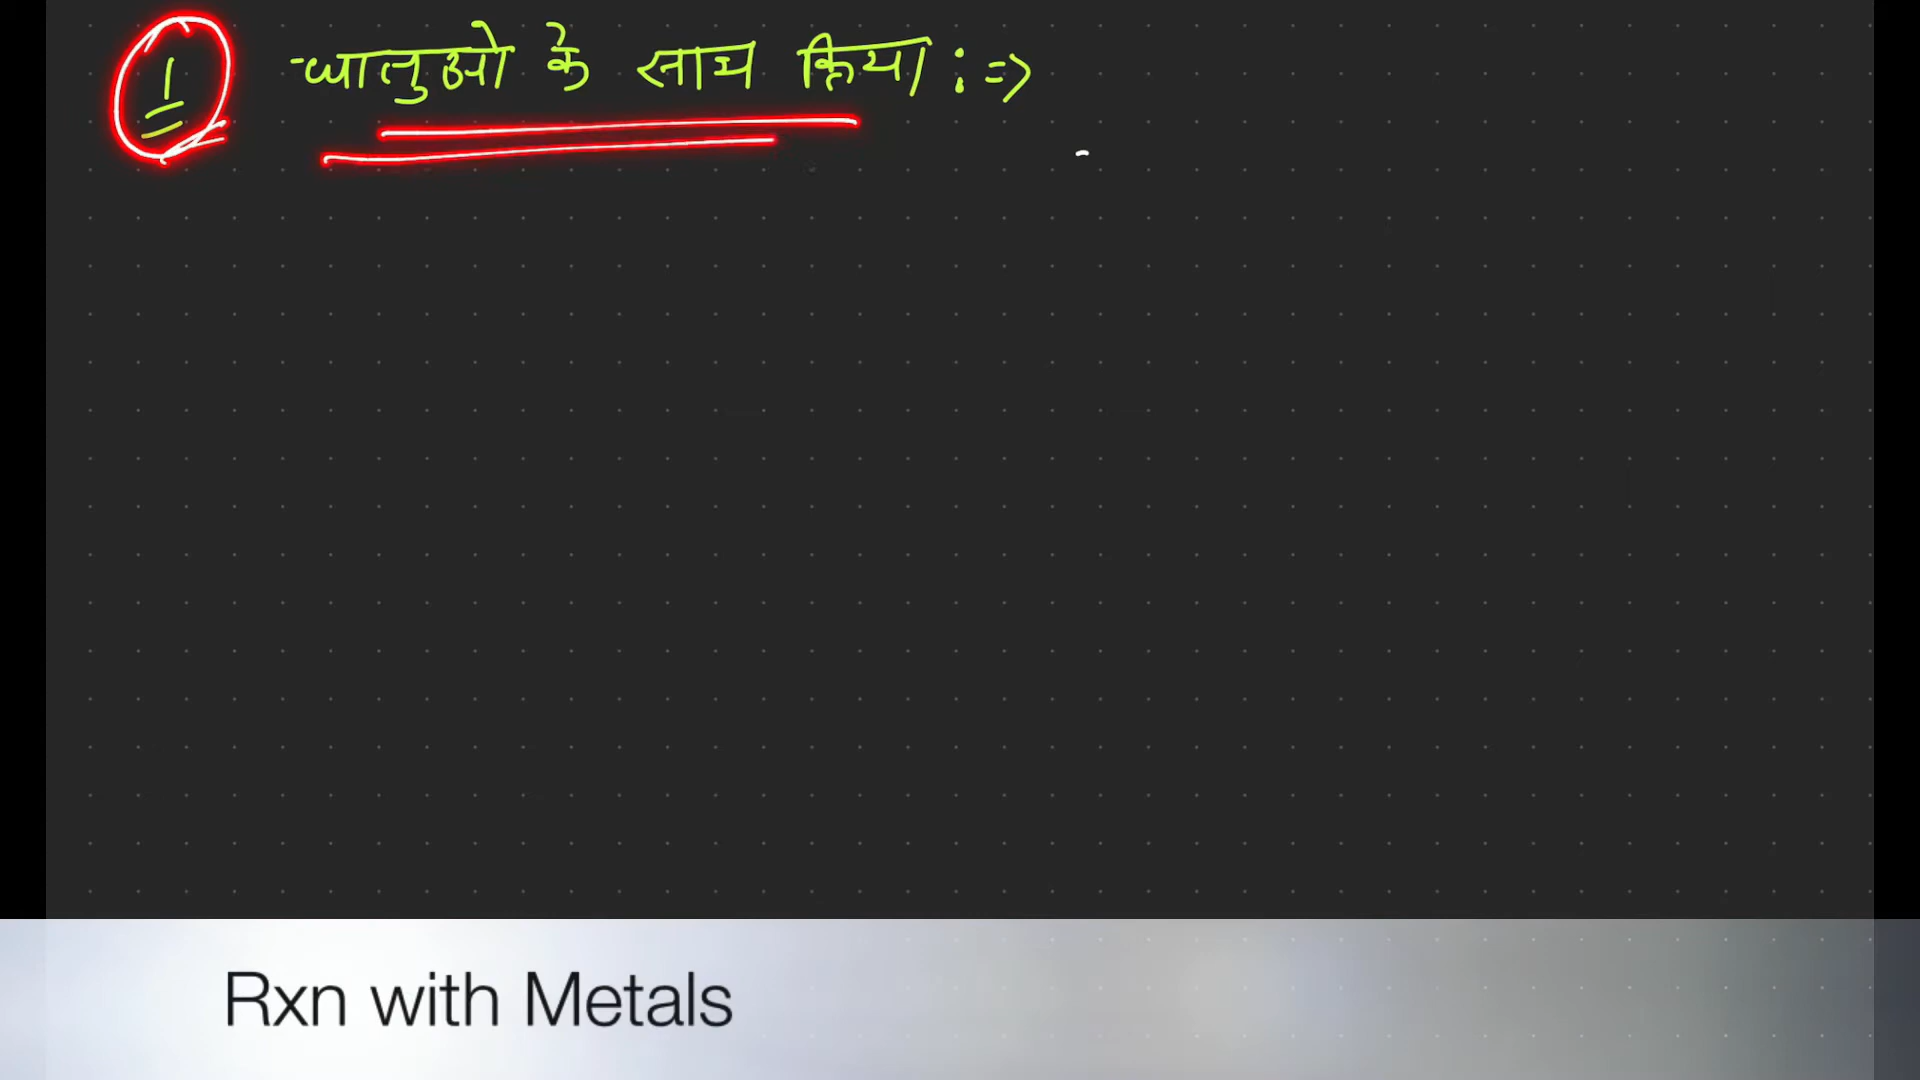 1 धातुओ के साथ क्रिया :=>
Rxn with Metals